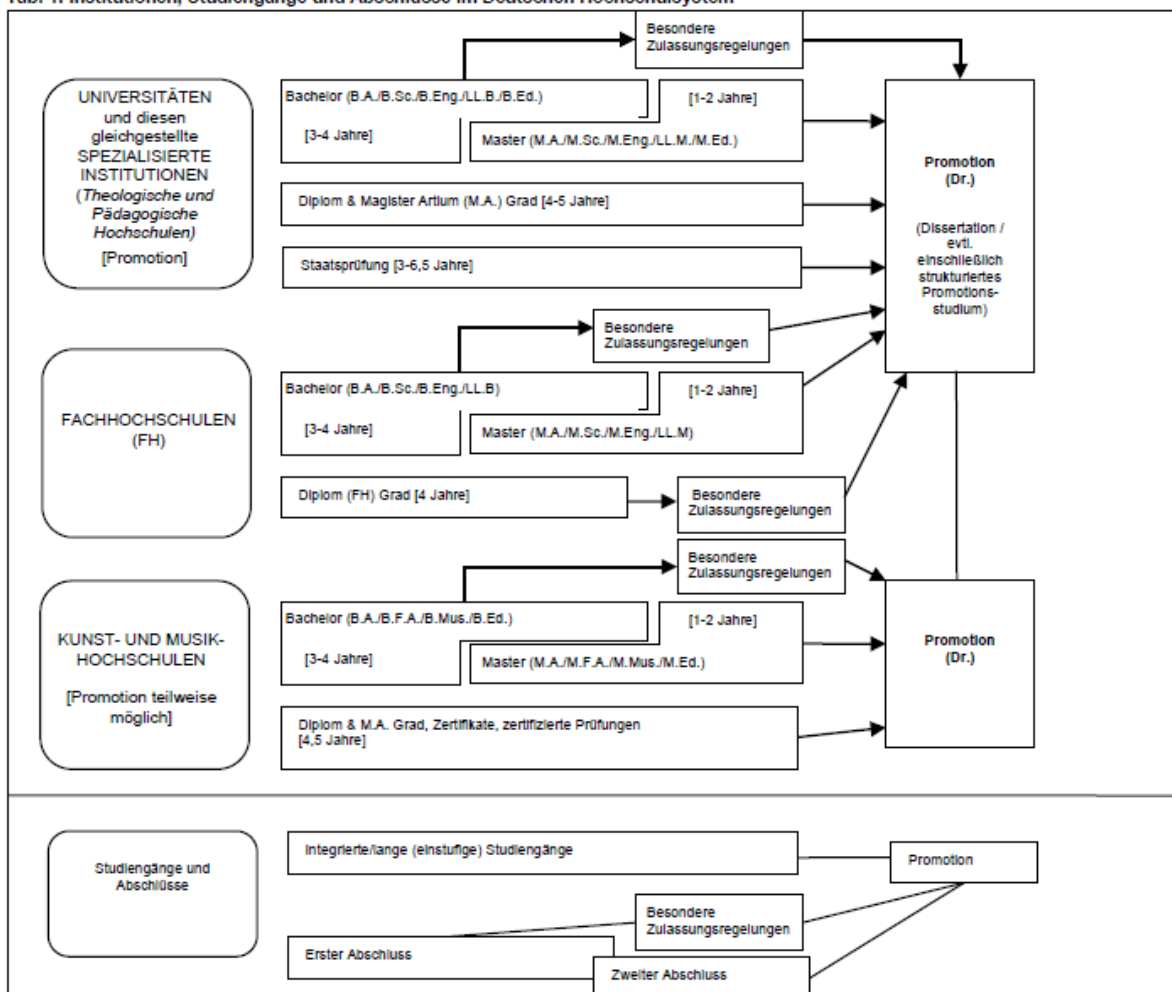 Tab. 1: Institutionen, Studiengänge und Abschlüsse im Deutschen Hochschulsystem
Besondere
Zulassungsregelungen
UNIVERSITÄTEN
und diesen
gleichgestellte
SPEZIALISIERTE
INSTITUTIONEN
(Theologische und
Pädagogische
Hochschulen)
[Promotion]
Bachelor (B.A./B.Sc./B.Eng./LL.B./B.Ed.)
[3-4 Jahre]
[1-2 Jahre]
Master (M.A./M.Sc./M.Eng./LL.M./M.Ed.)
Diplom & Magister Artium (M.A.) Grad [4-5 Jahre]
Staatsprüfung [3-6,5 Jahre]
Promotion
(Dr.)
(Dissertation /
evtl.
einschließlich
strukturiertes
Promotions-
studium)
FACHHOCHSCHULEN
(FH)
Besondere
Zulassungsregelungen
Bachelor (B.A./B.Sc./B.Eng./LL.B)
[3-4 Jahre]
[1-2 Jahre]
Master (M.A./M.Sc./M.Eng./LL.M)
Diplom (FH) Grad [4 Jahre]
Besondere
Zulassungsregelungen
KUNST- UND MUSIK-
HOCHSCHULEN
[Promotion teilweise
möglich]
Besondere
Zulassungsregelungen
Bachelor (B.A./B.F.A./B.Mus./B.Ed.)
[3-4 Jahre]
[1-2 Jahre]
Master (M.A./M.F.A./M.Mus./M.Ed.)
Diplom & M.A. Grad, Zertifikate, zertifizierte Prüfungen
[4,5 Jahre]
Promotion
(Dr.)
Studiengänge und
Abschlüsse
Integrierte/lange (einstufige) Studiengänge
Promotion
Besondere
Zulassungsregelungen
Erster Abschluss
Zweiter Abschluss